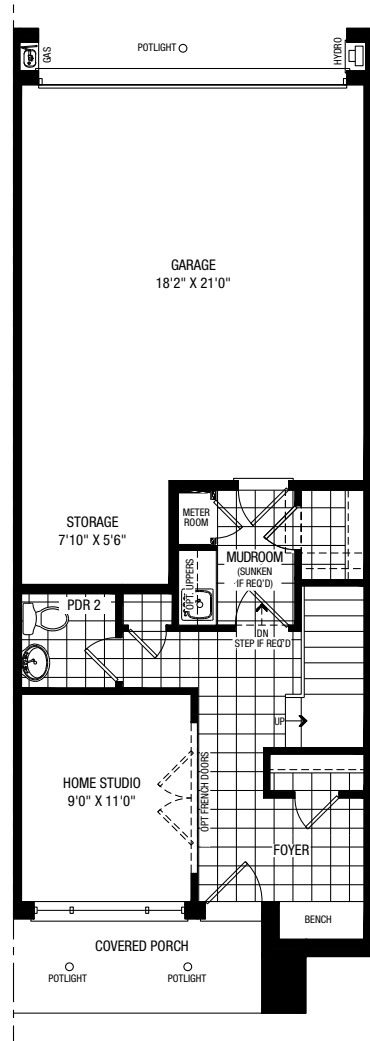 POTLIGHT
GAS
HYDRO
GARAGE
18'2" X 21'0"
STORAGE
7'10" X 5'6"
METER
ROOM
MUDROOM
(SUNKEN
IF REQ'D)
OPT. UPPERS
PDR 2
DN
STEP IF REQ'D
UP
HOME STUDIO
9'0" X 11'0"
OPT FRENCH DOORS
FOYER
BENCH
COVERED PORCH
POTLIGHT
POTLIGHT